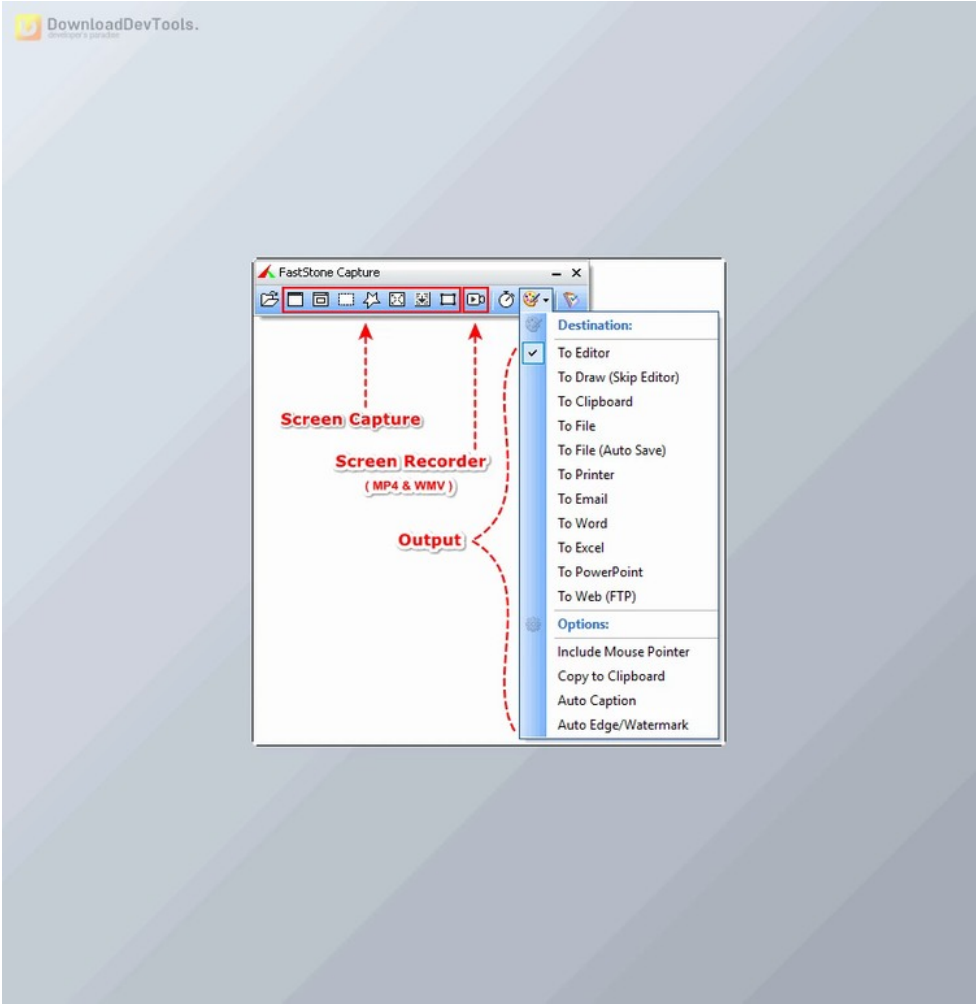 DownloadDevTools.
developer's paradise
FastStone Capture
Screen Capture
Screen Recorder
( MP4 & WMV )
Output
Destination:
To Editor
To Draw (Skip Editor)
To Clipboard
To File
To File (Auto Save)
To Printer
To Email
To Word
To Excel
To PowerPoint
To Web (FTP)
Options:
Include Mouse Pointer
Copy to Clipboard
Auto Caption
Auto Edge/Watermark